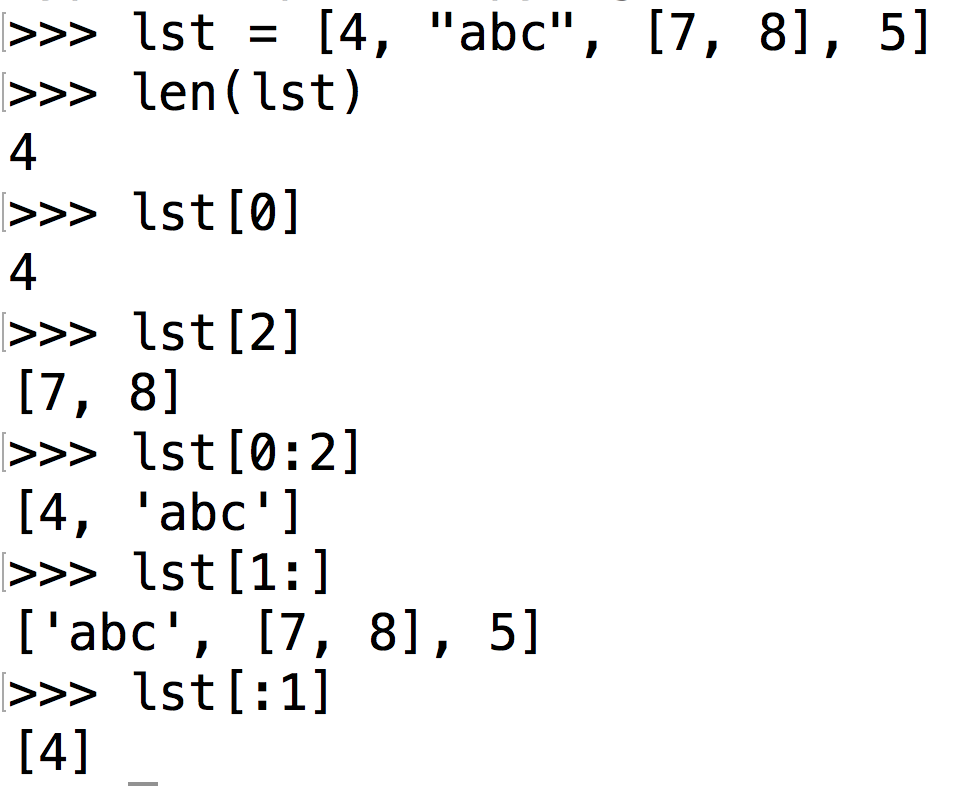 >>> lst = [4, "abc", [7, 8], 5]
>>> len(lst)
4
>>> lst[0]
4
>>> lst[2]
[7, 8]
>>> lst[0:2]
[4, 'abc']
>>> lst[1:]
['abc', [7, 8], 5]
>>> lst[:1]
[4]